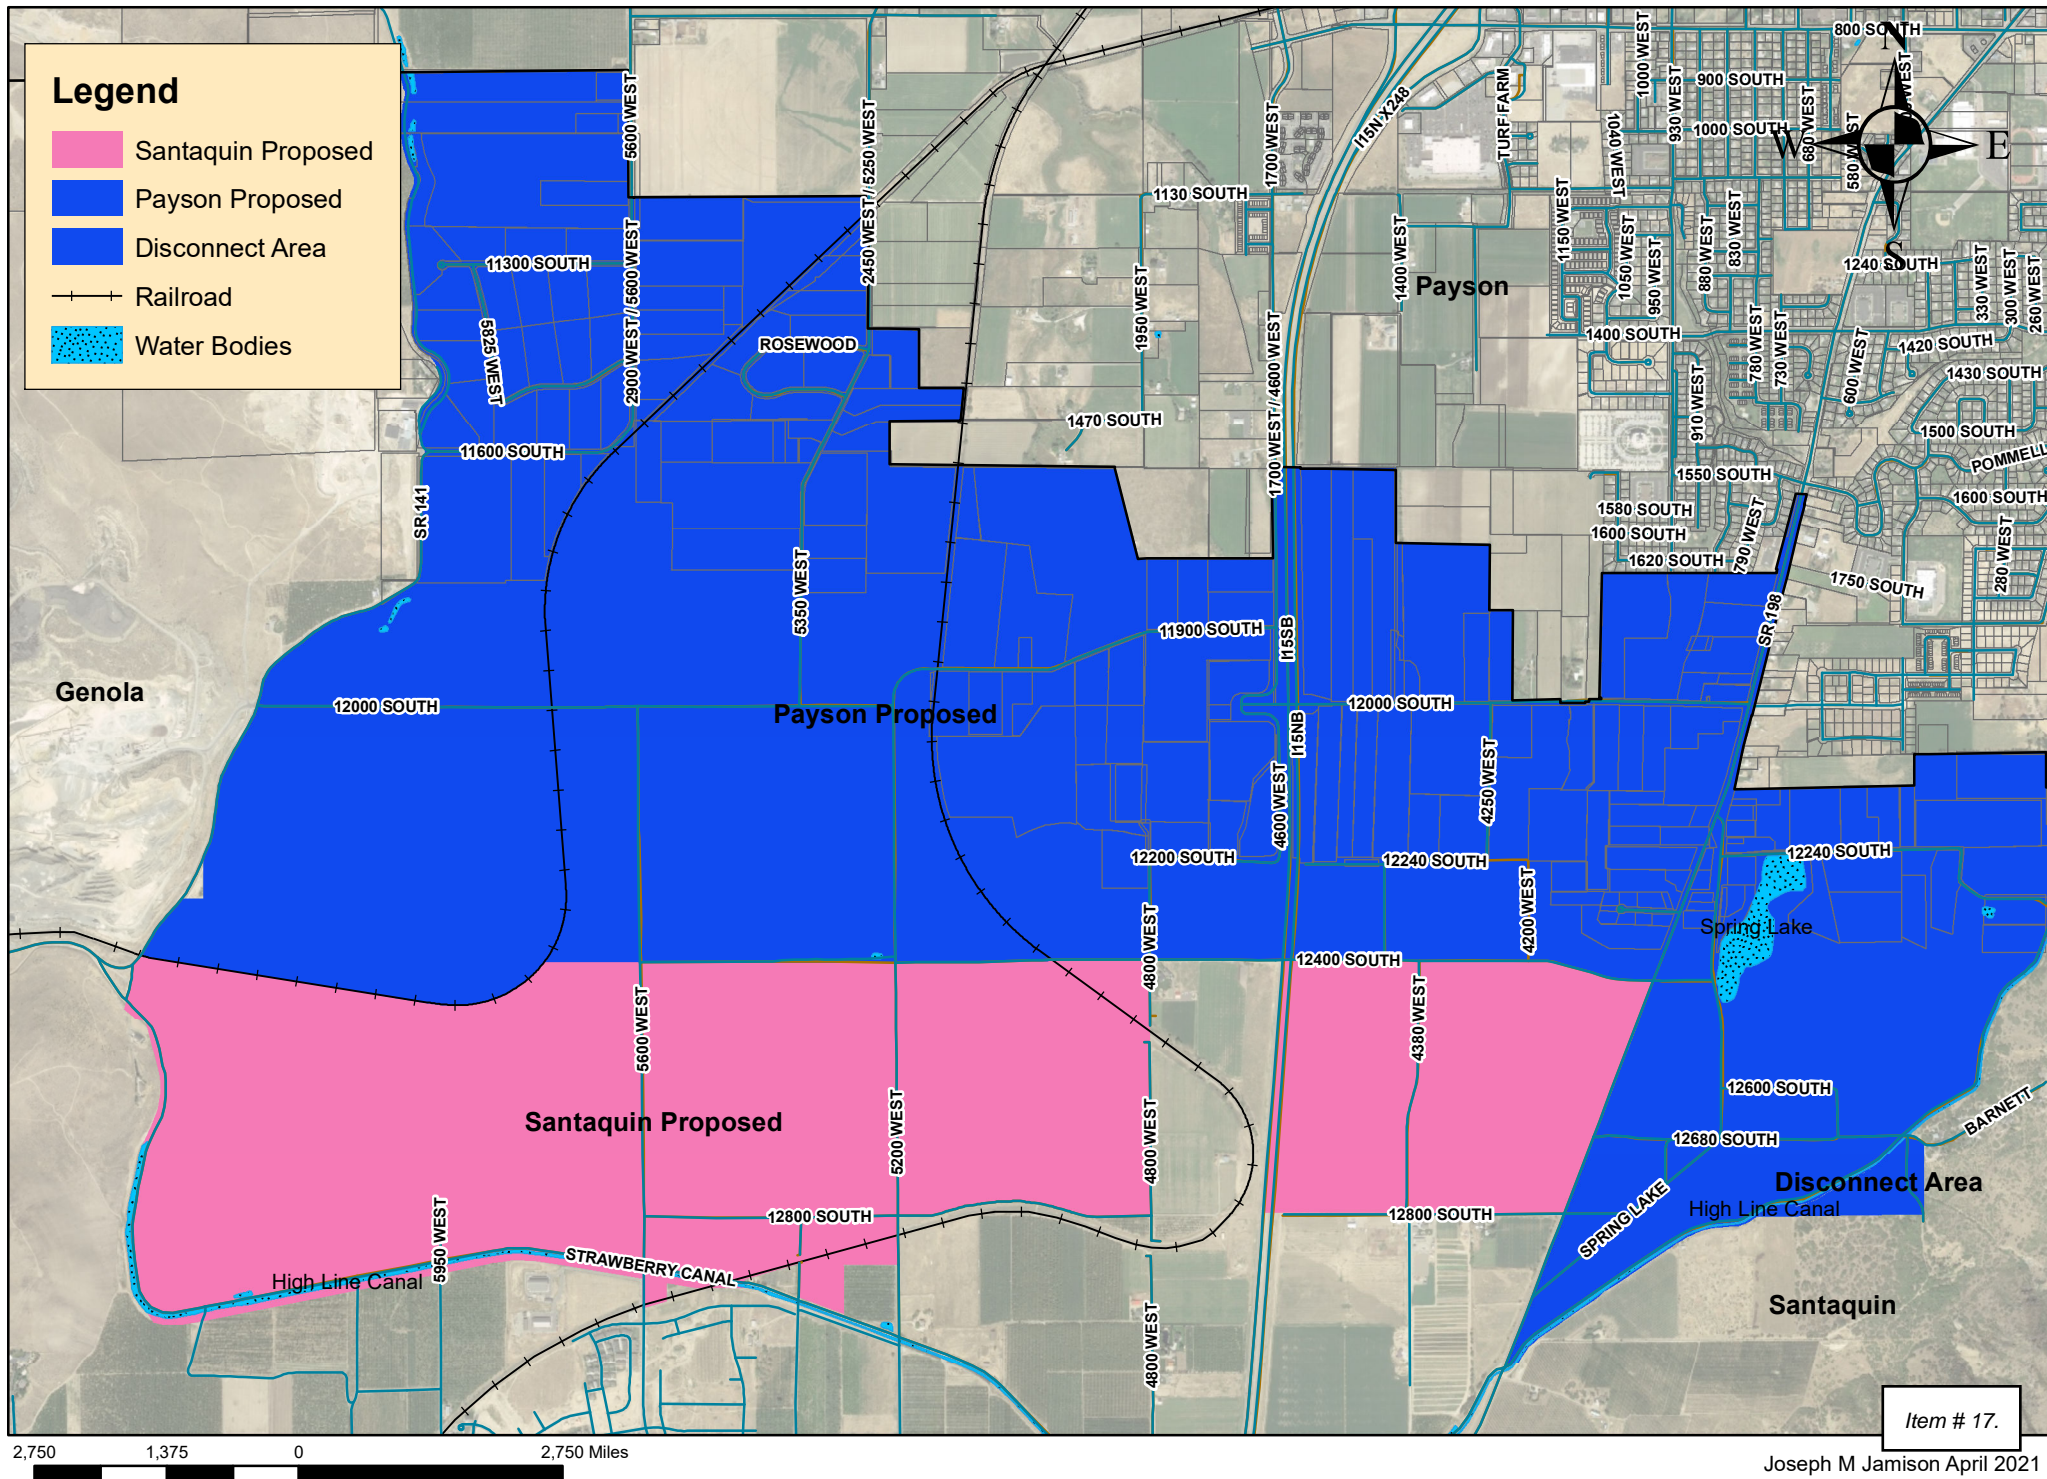 Legend
Santaquin Proposed
Payson Proposed
Disconnect Area
Railroad
Water Bodies
N
W
E
S
800 SOUTH
900 SOUTH
1000 SOUTH
1000 WEST
930 WEST
1040 WEST
680 WEST
580 WEST
TURF FARM
I15N X248
1700 WEST
5600 WEST
2450 WEST / 5250 WEST
1130 SOUTH
1150 WEST
1050 WEST
950 WEST
880 WEST
830 WEST
1240 SOUTH
330 WEST
300 WEST
260 WEST
1400 WEST
Payson
1950 WEST
11300 SOUTH
2900 WEST / 5600 WEST
5825 WEST
ROSEWOOD
1400 SOUTH
780 WEST
730 WEST
600 WEST
1420 SOUTH
1430 SOUTH
1470 SOUTH
1700 WEST / 4600 WEST
910 WEST
1500 SOUTH
POMMELL
11600 SOUTH
SR 141
1550 SOUTH
1580 SOUTH
1600 SOUTH
1600 SOUTH
1620 SOUTH
790 WEST
1750 SOUTH
280 WEST
5350 WEST
11900 SOUTH
I15SB
SR 198
Genola
12000 SOUTH
Payson Proposed
I15NB
12000 SOUTH
4600 WEST
4250 WEST
12200 SOUTH
12240 SOUTH
12240 SOUTH
4800 WEST
4200 WEST
Spring Lake
12400 SOUTH
5600 WEST
4380 WEST
12600 SOUTH
Santaquin Proposed
5200 WEST
4800 WEST
12680 SOUTH
BARNETT
Disconnect Area
High Line Canal
12800 SOUTH
12800 SOUTH
SPRING LAKE
5950 WEST
STRAWBERRY CANAL
High Line Canal
Santaquin
4800 WEST
Item # 17.
2,750 1,375 0 2,750 Miles
Joseph M Jamison April 2021